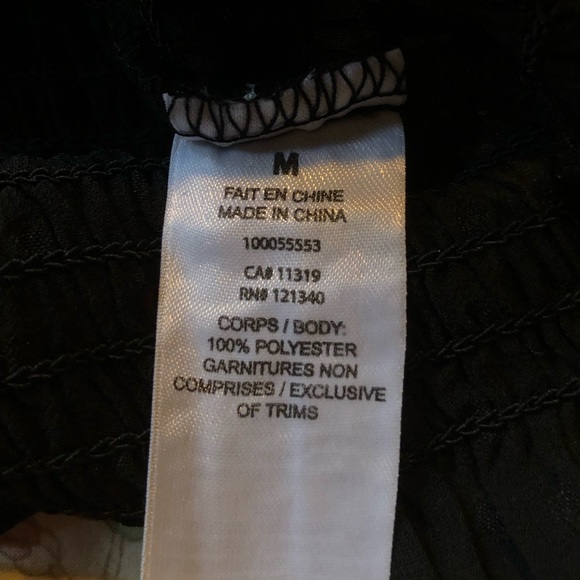 M
FAIT EN CHINE
MADE IN CHINA
100055553
CA# 11319
RN# 121340
CORPS / BODY:
100% POLYESTER
GARNITURES NON
COMPRISES / EXCLUSIVE
OF TRIMS